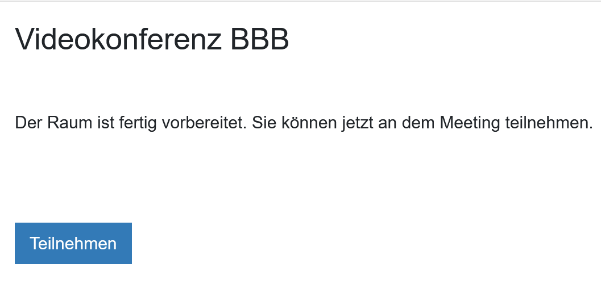 Videokonferenz BBB
Der Raum ist fertig vorbereitet. Sie können jetzt an dem Meeting teilnehmen.
Teilnehmen